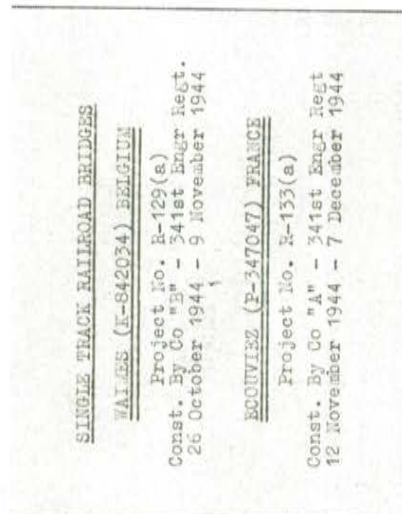 SINGLE TRACK RAILROAD BRIDGES
WAIMES (K-842034) BELGIUM
Project No. R-129(a)
Const. By Co "B" - 341st Engr Regt.
26 October 1944 - 9 November 1944
ECOUVIEZ (P-347047) FRANCE
Project No. R-133(a)
Const. By Co "A" - 341st Engr Regt
12 November 1944 - 7 December 1944